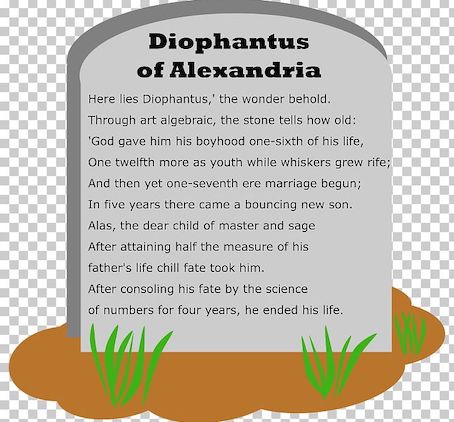 Diophantus
of Alexandria
Here lies Diophantus,' the wonder behold.
Through art algebraic, the stone tells how old:
'God gave him his boyhood one-sixth of his life,
One twelfth more as youth while whiskers grew rife;
And then yet one-seventh ere marriage begun;
In five years there came a bouncing new son.
Alas, the dear child of master and sage
After attaining half the measure of his
father's life chill fate took him.
After consoling his fate by the science
of numbers for four years, he ended his life.